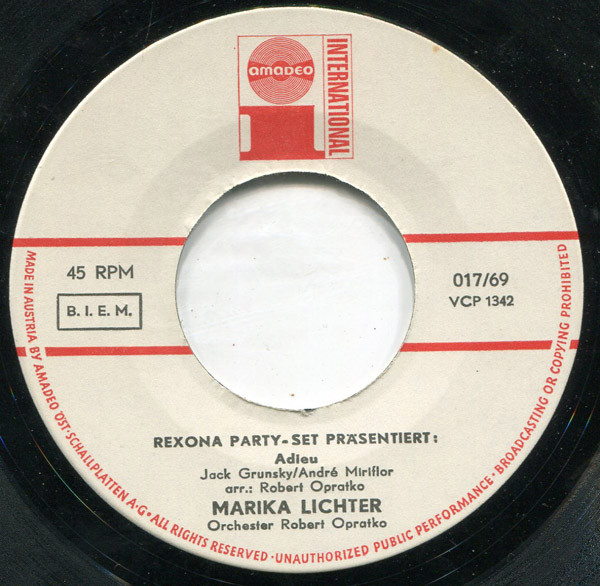 amadeo
INTERNATIONAL
45 RPM
B. I. E. M.
017/69
VCP 1342
REXONA PARTY-SET PRÄSENTIERT:
Adieu
Jack Grunsky/André Miriflor
arr.: Robert Opratko
MARIKA LICHTER
Orchester Robert Opratko
MADE IN AUSTRIA BY AMADEO ÖST. SCHALLPLATTEN A·G · ALL RIGHTS RESERVED · UNAUTHORIZED PUBLIC PERFORMANCE · BROADCASTING OR COPYING PROHIBITED